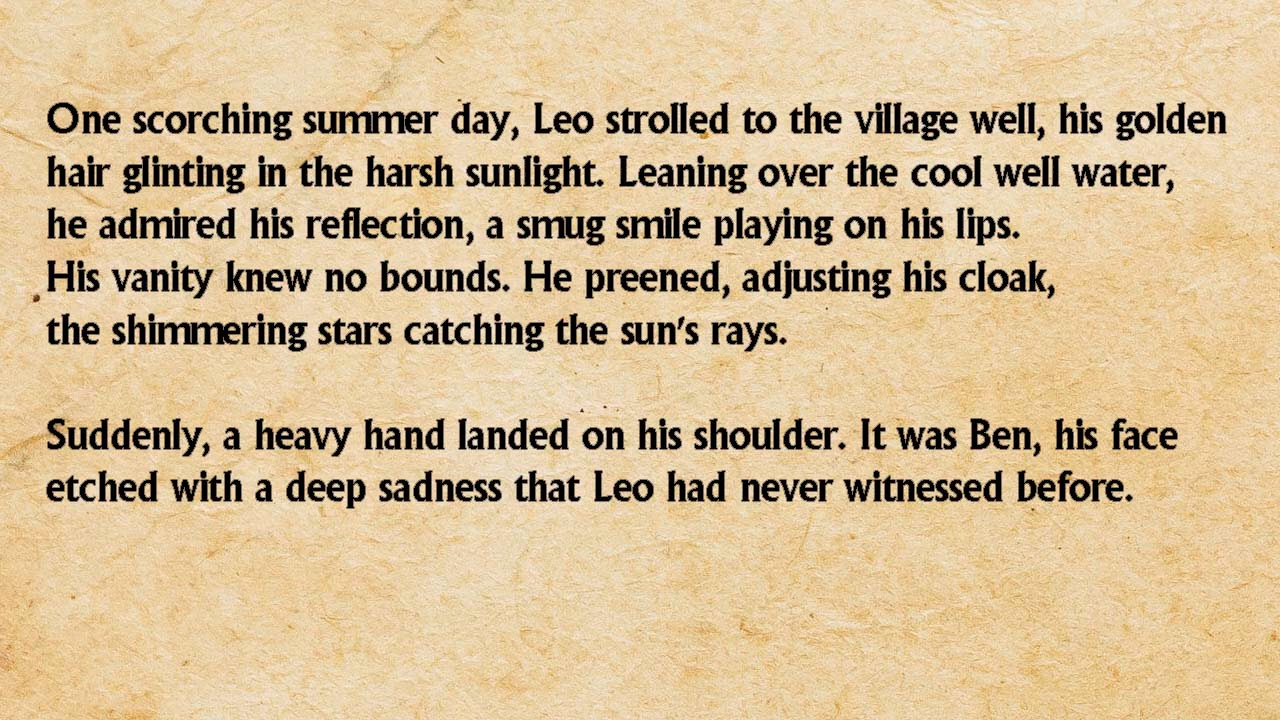 One scorching summer day, Leo strolled to the village well, his golden
hair glinting in the harsh sunlight. Leaning over the cool well water,
he admired his reflection, a smug smile playing on his lips.
His vanity knew no bounds. He preened, adjusting his cloak,
the shimmering stars catching the sun's rays.
Suddenly, a heavy hand landed on his shoulder. It was Ben, his face
etched with a deep sadness that Leo had never witnessed before.